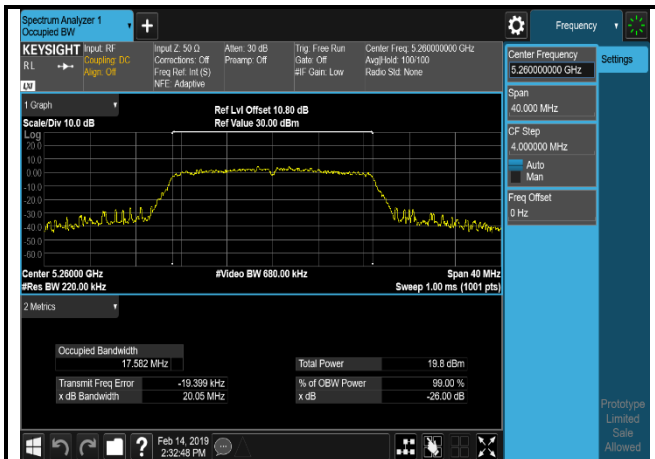 Spectrum Analyzer 1
Occupied BW
Frequency
KEYSIGHT
RL
LXI
Input: RF
Coupling: DC
Align: Off
Input Z: 50 Ω
Corrections: Off
Freq Ref: Int (S)
NFE: Adaptive
Atten: 30 dB
Preamp: Off
Trig: Free Run
Gate: Off
#IF Gain: Low
Center Freq: 5.260000000 GHz
Avg|Hold: 100/100
Radio Std: None
Center Frequency
5.260000000 GHz
Settings
Span
40.000 MHz
CF Step
4.000000 MHz
Auto
Man
Freq Offset
0 Hz
1 Graph
Scale/Div 10.0 dB
Ref Lvl Offset 10.80 dB
Ref Value 30.00 dBm
Log
20.0
10.0
0.00
-10.0
-20.0
-30.0
-40.0
-50.0
-60.0
Center 5.26000 GHz
#Res BW 220.00 kHz
#Video BW 680.00 kHz
Span 40 MHz
Sweep 1.00 ms (1001 pts)
2 Metrics
Occupied Bandwidth
17.582 MHz
Transmit Freq Error -19.399 kHz
x dB Bandwidth 20.05 MHz
Total Power 19.8 dBm
% of OBW Power 99.00 %
x dB -26.00 dB
Prototype
Limited
Sale
Allowed
?
Feb 14, 2019
2:32:48 PM